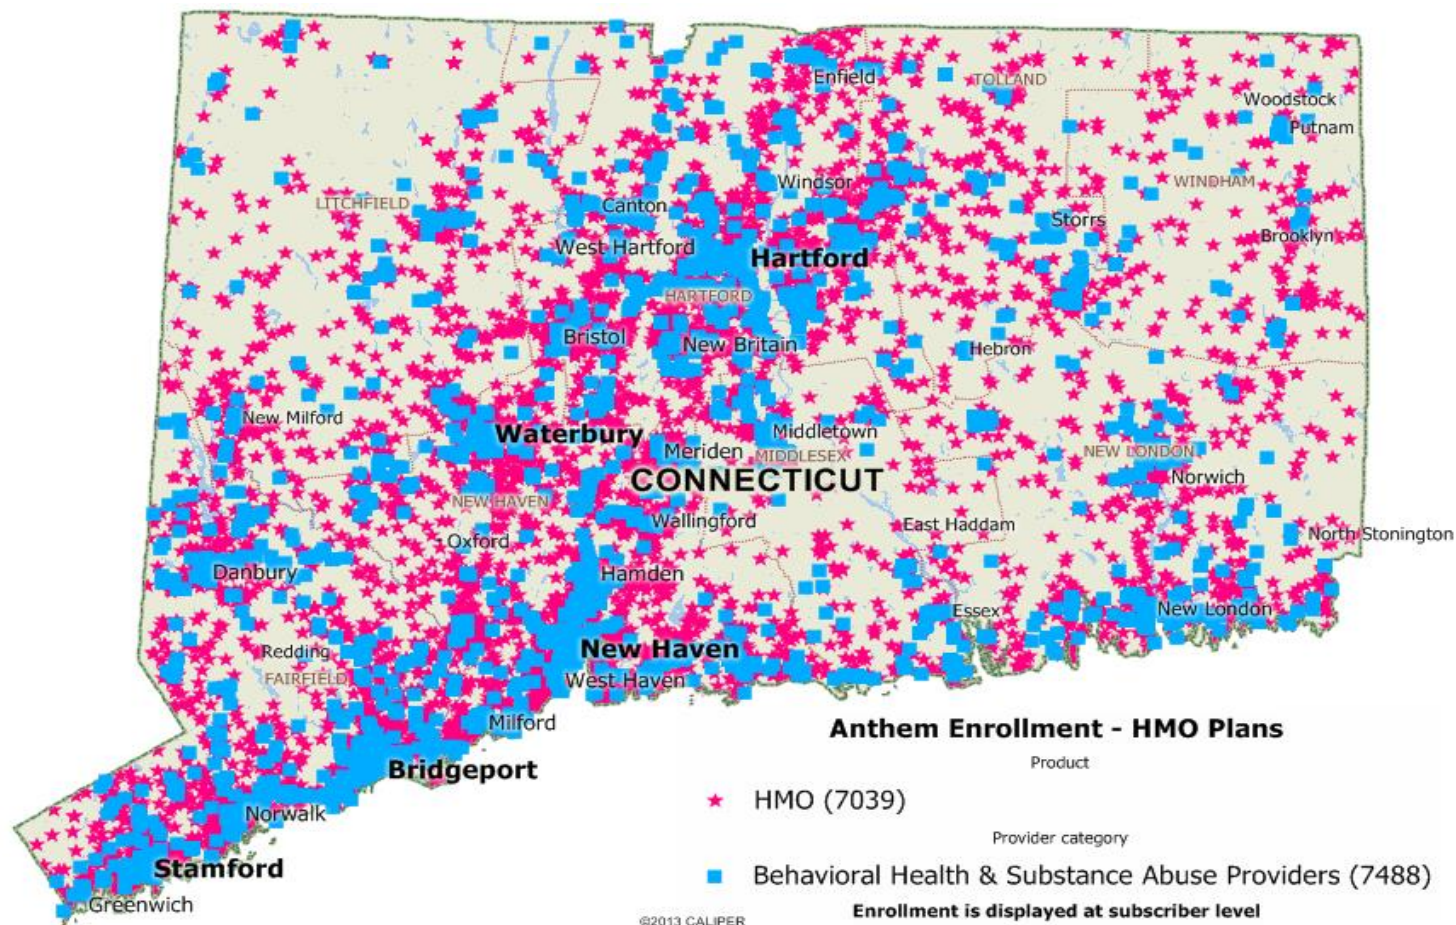 Enfield
TOLLAND
Woodstock
Putnam
Windsor
WINDHAM
LITCHFIELD
Canton
Storrs
Brooklyn
West Hartford
Hartford
HARTFORD
Bristol
New Britain
Hebron
New Milford
Waterbury
Middletown
Meriden
MIDDLESEX
NEW LONDON
CONNECTICUT
Norwich
NEW HAVEN
Wallingford
East Haddam
North Stonington
Oxford
Danbury
Hamden
Essex
New London
Redding
New Haven
FAIRFIELD
West Haven
Milford
Bridgeport
Norwalk
Stamford
Greenwich
Anthem Enrollment - HMO Plans
Product
HMO (7039)
Provider category
Behavioral Health & Substance Abuse Providers (7488)
Enrollment is displayed at subscriber level
©2013 CALIPER